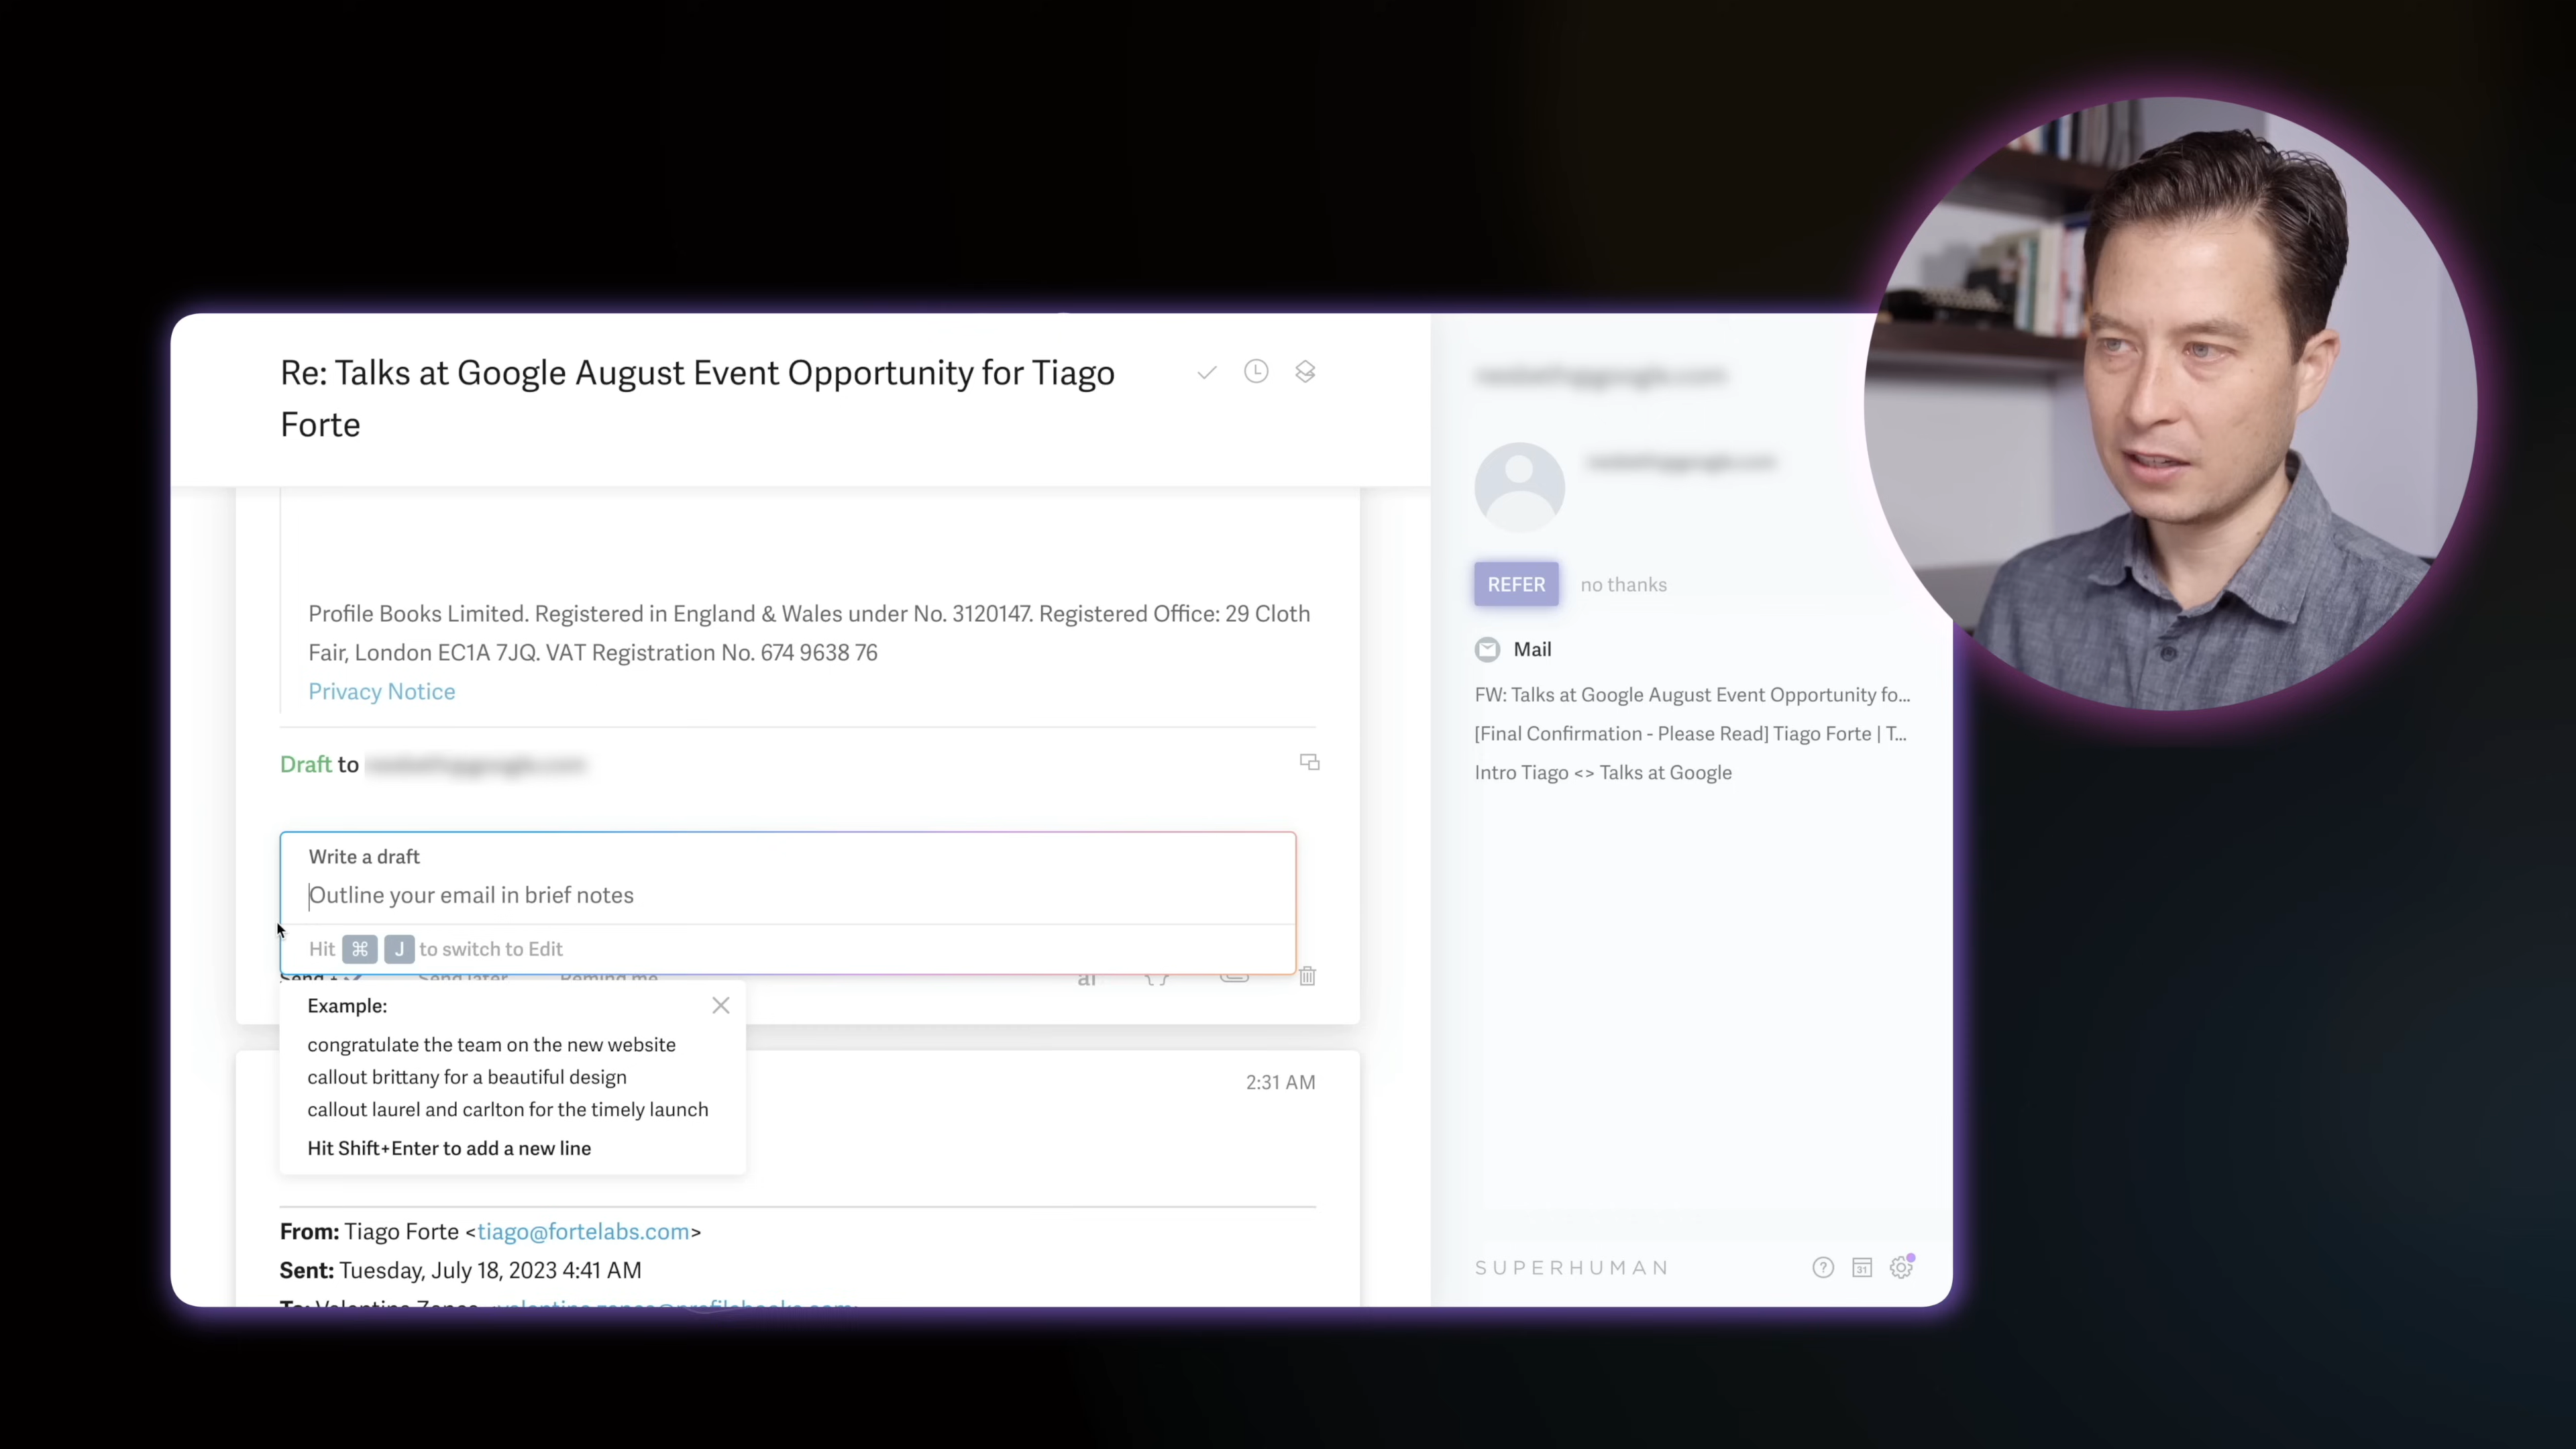 Re: Talks at Google August Event Opportunity for Tiago
Forte
Profile Books Limited. Registered in England & Wales under No. 3120147. Registered Office: 29 Cloth
Fair, London EC1A 7JQ. VAT Registration No. 674 9638 76
Privacy Notice
Draft to
Write a draft
Outline your email in brief notes
Hit ⌘ J to switch to Edit
Send + Send later Remind me
Example:
congratulate the team on the new website
callout brittany for a beautiful design
callout laurel and carlton for the timely launch
Hit Shift+Enter to add a new line
2:31 AM
From: Tiago Forte <tiago@fortelabs.com>
Sent: Tuesday, July 18, 2023 4:41 AM
REFER no thanks
Mail
FW: Talks at Google August Event Opportunity fo...
[Final Confirmation - Please Read] Tiago Forte | T...
Intro Tiago <> Talks at Google
SUPERHUMAN
31